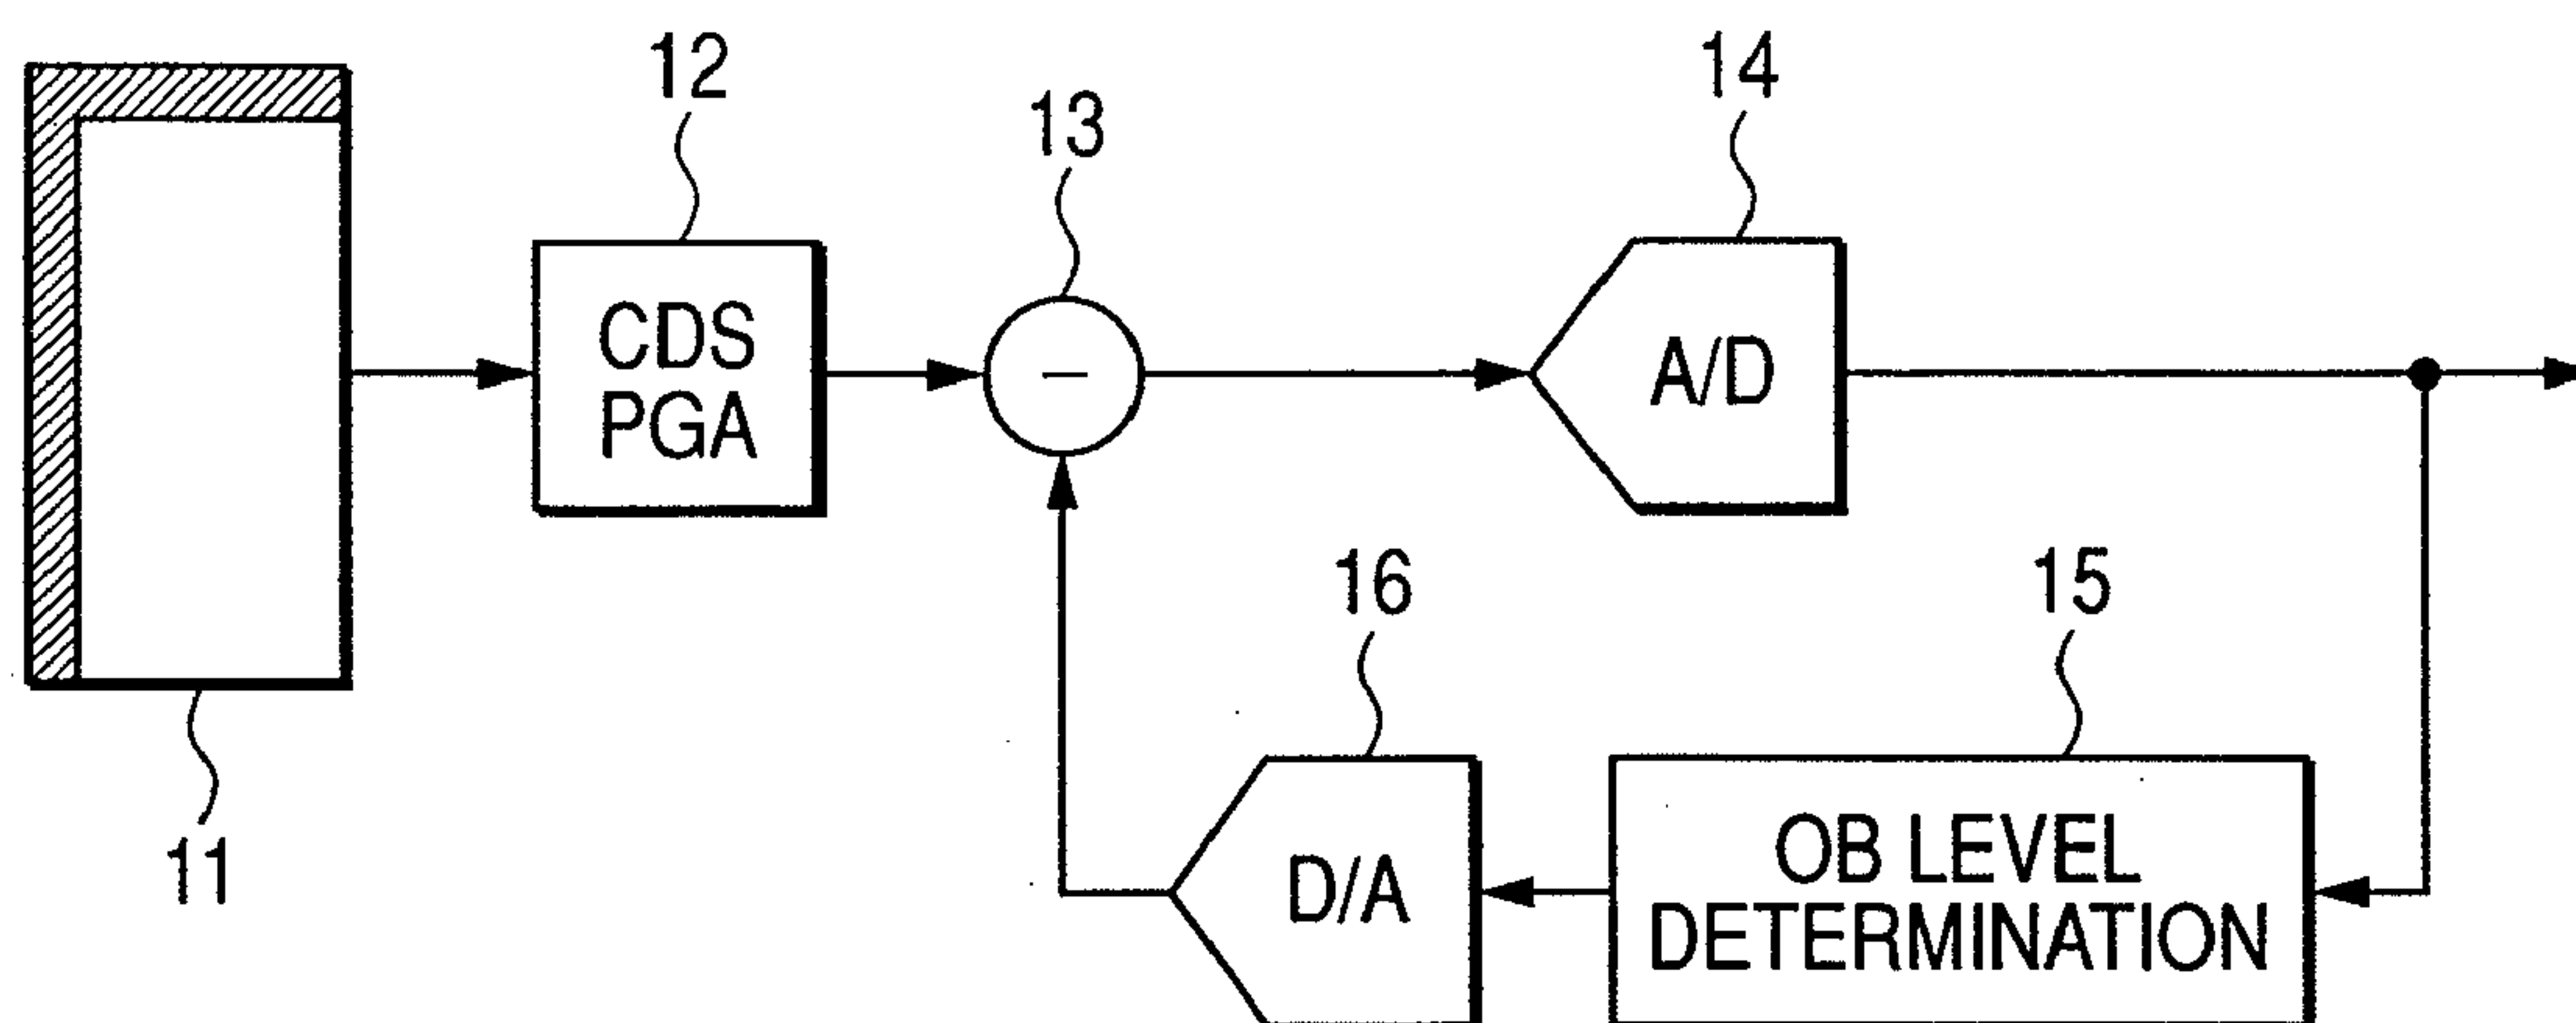 12
14
13
CDS
PGA
−
A/D
16
15
11
D/A
OB LEVEL
DETERMINATION